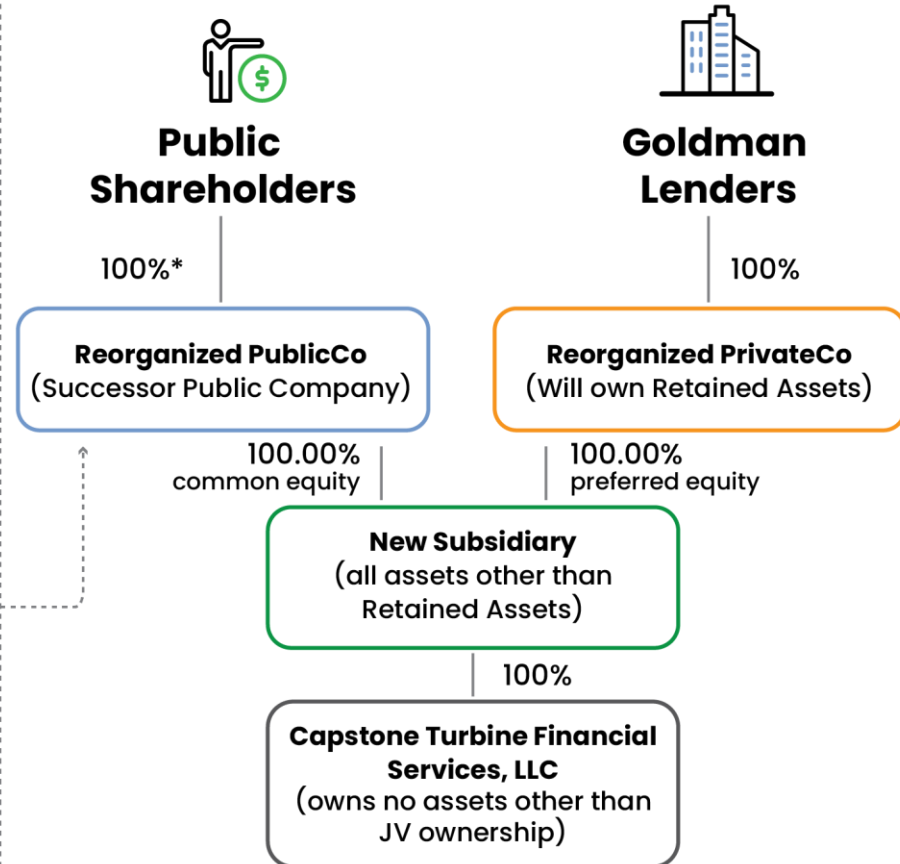 $
Public
Shareholders
Goldman
Lenders
100%*
100%
Reorganized PublicCo
(Successor Public Company)
Reorganized PrivateCo
(Will own Retained Assets)
100.00%
common equity
100.00%
preferred equity
New Subsidiary
(all assets other than
Retained Assets)
100%
Capstone Turbine Financial
Services, LLC
(owns no assets other than
JV ownership)